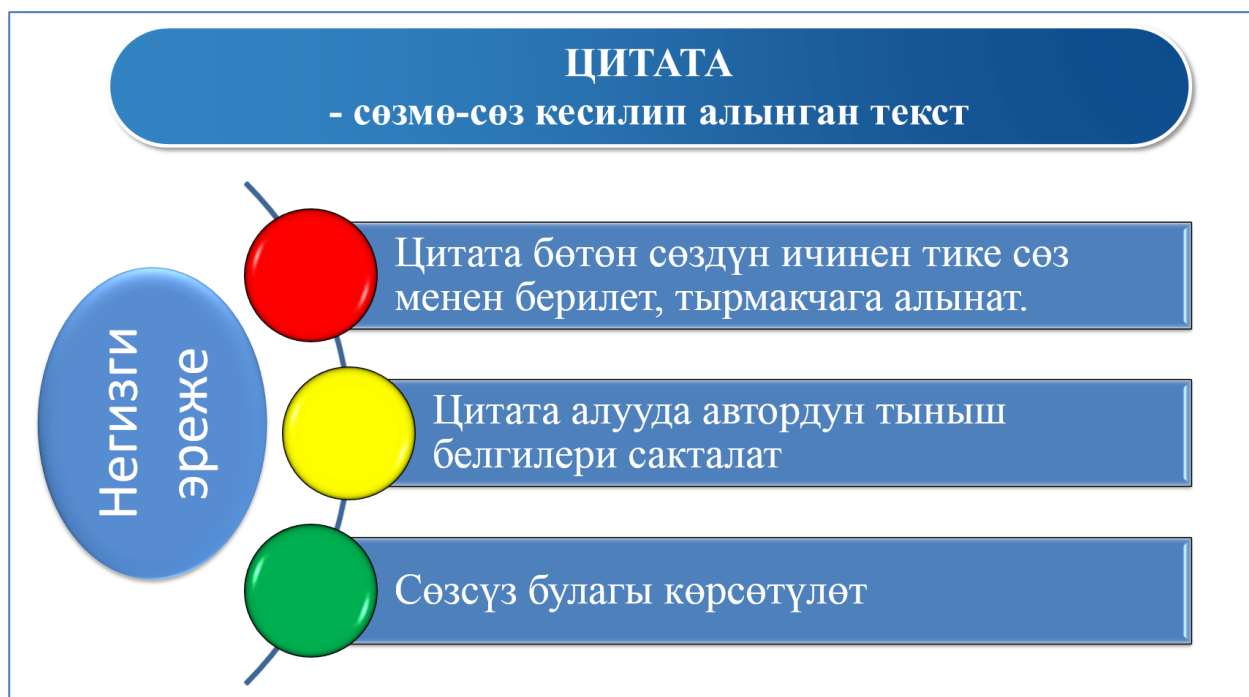 ЦИТАТА
- сөзмө-сөз кесилип алынган текст
Негизги
эреже
Цитата бөтөн сөздүн ичинен тике сөз
менен берилет, тырмакчага алынат.
Цитата алууда автордун тыныш
белгилери сакталат
Сөзсүз булагы көрсөтүлөт